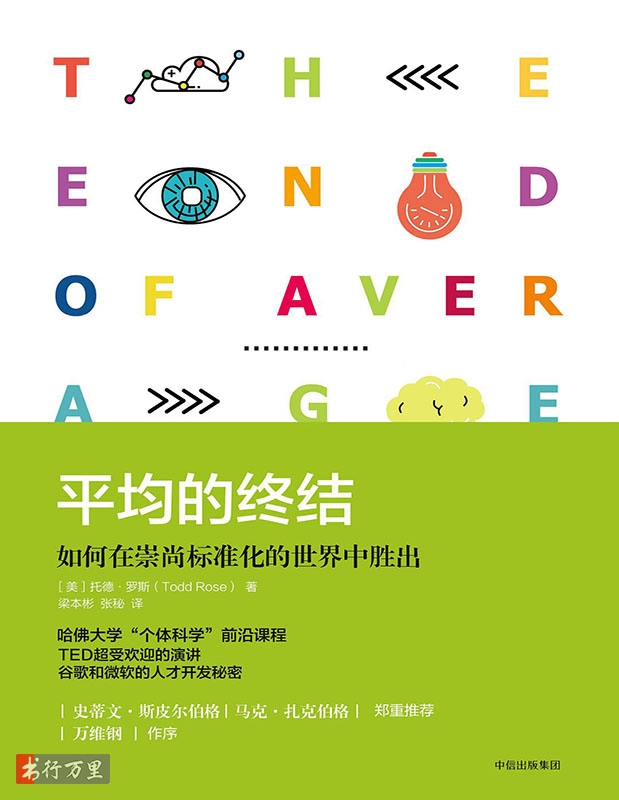 T H E
E N D
O F A V E R
A G E
平均的终结
如何在崇尚标准化的世界中胜出
［美］托德·罗斯（Todd Rose） 著
梁本彬 张秘 译
哈佛大学“个体科学”前沿课程
TED超受欢迎的演讲
谷歌和微软的人才开发秘密
| 史蒂文·斯皮尔伯格 | 马克·扎克伯格 | 郑重推荐
| 万维钢 | 作序
书行万里
中信出版集团